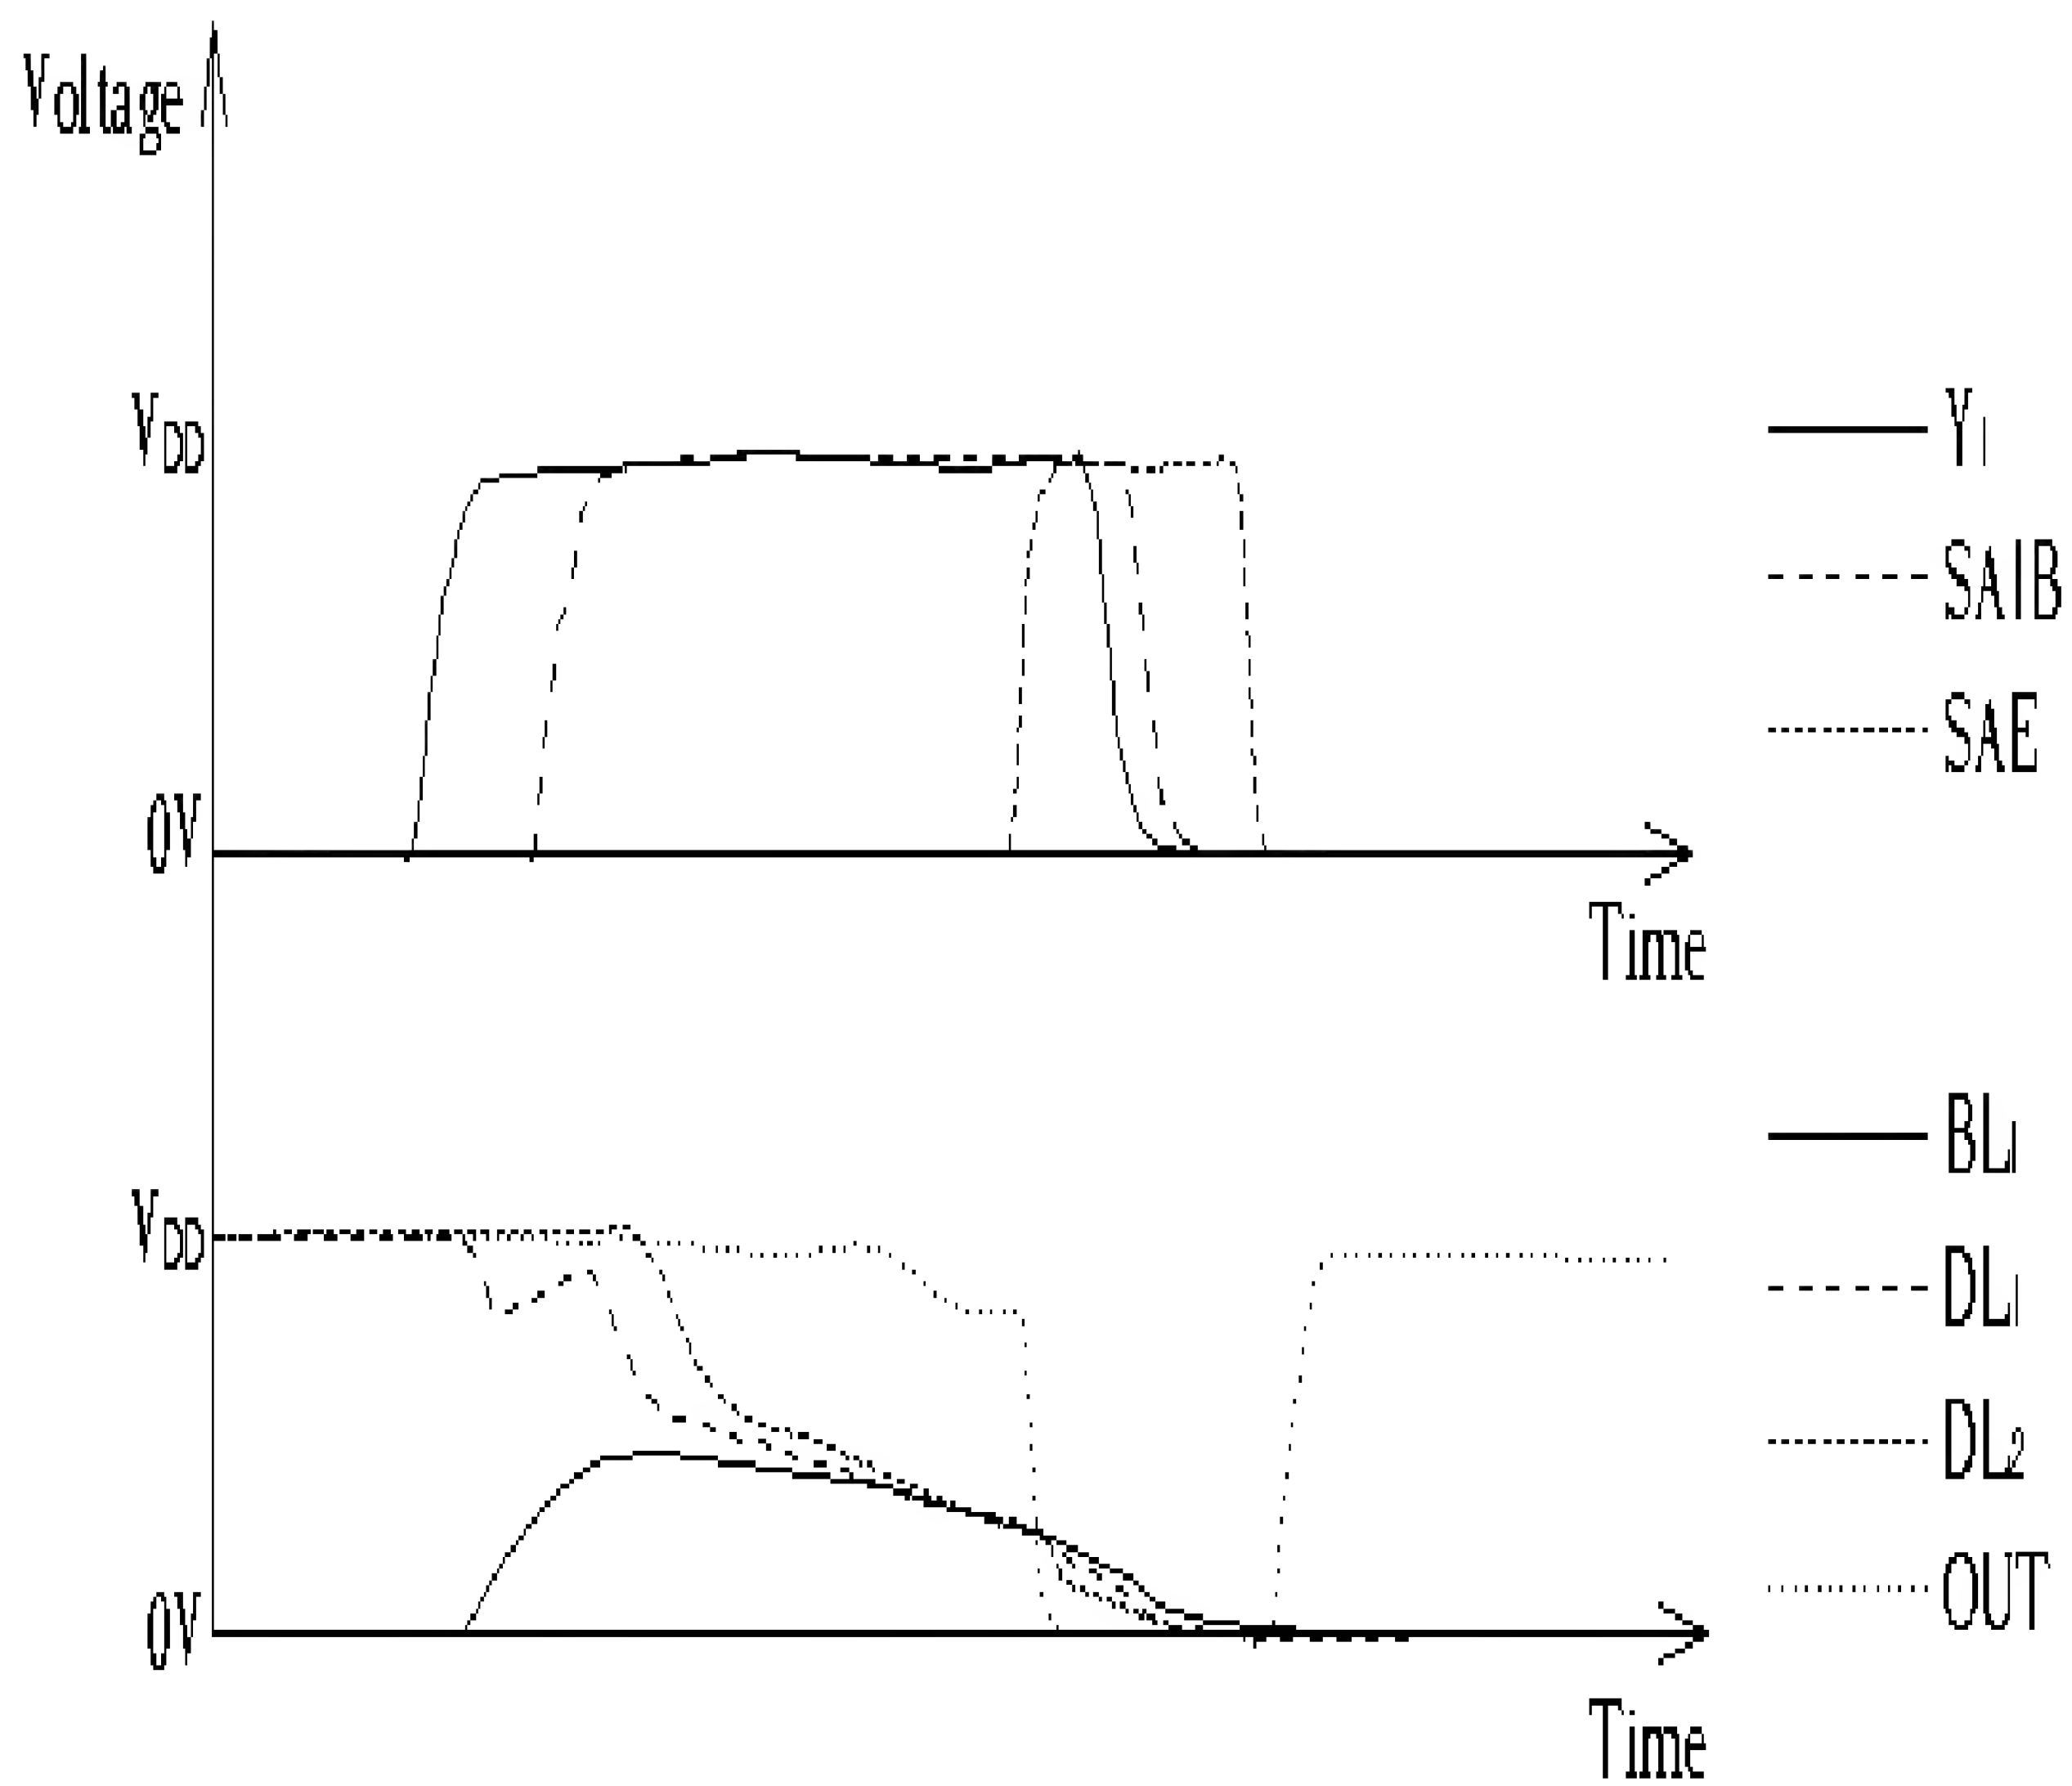 Voltage
VDD
0V
Time
Y1
SAIB
SAE
VDD
0V
Time
BL1
DL1
DL2
OUT